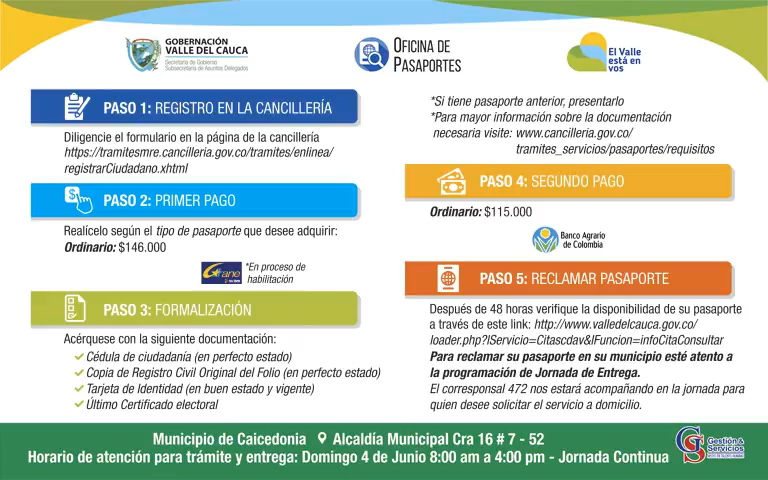 GOBERNACIÓN
VALLE DEL CAUCA
Secretaría de Gobierno
Subsecretaría de Asuntos Delegados
OFICINA DE
PASAPORTES
El Valle
está en
vos
PASO 1: REGISTRO EN LA CANCILLERÍA
Diligencie el formulario en la página de la cancillería
https://tramitesmre.cancilleria.gov.co/tramites/enlinea/
registrarCiudadano.xhtml
PASO 2: PRIMER PAGO
Realícelo según el tipo de pasaporte que desee adquirir:
Ordinario: $146.000
Gane
*En proceso de
habilitación
PASO 3: FORMALIZACIÓN
Acérquese con la siguiente documentación:
Cédula de ciudadanía (en perfecto estado)
Copia de Registro Civil Original del Folio (en perfecto estado)
Tarjeta de Identidad (en buen estado y vigente)
Último Certificado electoral
*Si tiene pasaporte anterior, presentarlo
*Para mayor información sobre la documentación
necesaria visite: www.cancilleria.gov.co/
tramites_servicios/pasaportes/requisitos
PASO 4: SEGUNDO PAGO
Ordinario: $115.000
Banco Agrario
de Colombia
PASO 5: RECLAMAR PASAPORTE
Después de 48 horas verifique la disponibilidad de su pasaporte
a través de este link: http://www.valledelcauca.gov.co/
loader.php?lServicio=Citascdav&lFuncion=infoCitaConsultar
Para reclamar su pasaporte en su municipio esté atento a
la programación de Jornada de Entrega.
El corresponsal 472 nos estará acompañando en la jornada para
quien desee solicitar el servicio a domicilio.
Municipio de Caicedonia Alcaldía Municipal Cra 16 # 7 - 52
Horario de atención para trámite y entrega: Domingo 4 de Junio 8:00 am a 4:00 pm - Jornada Continua
GS
Gestión &
Servicios